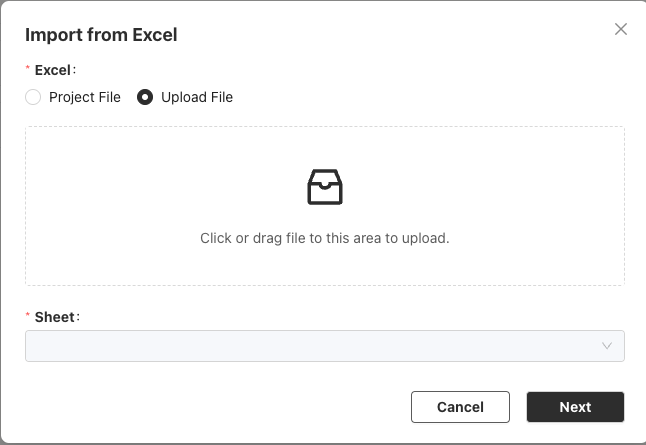 Import from Excel
* Excel:
Project File Upload File
Click or drag file to this area to upload.
* Sheet:
Cancel Next